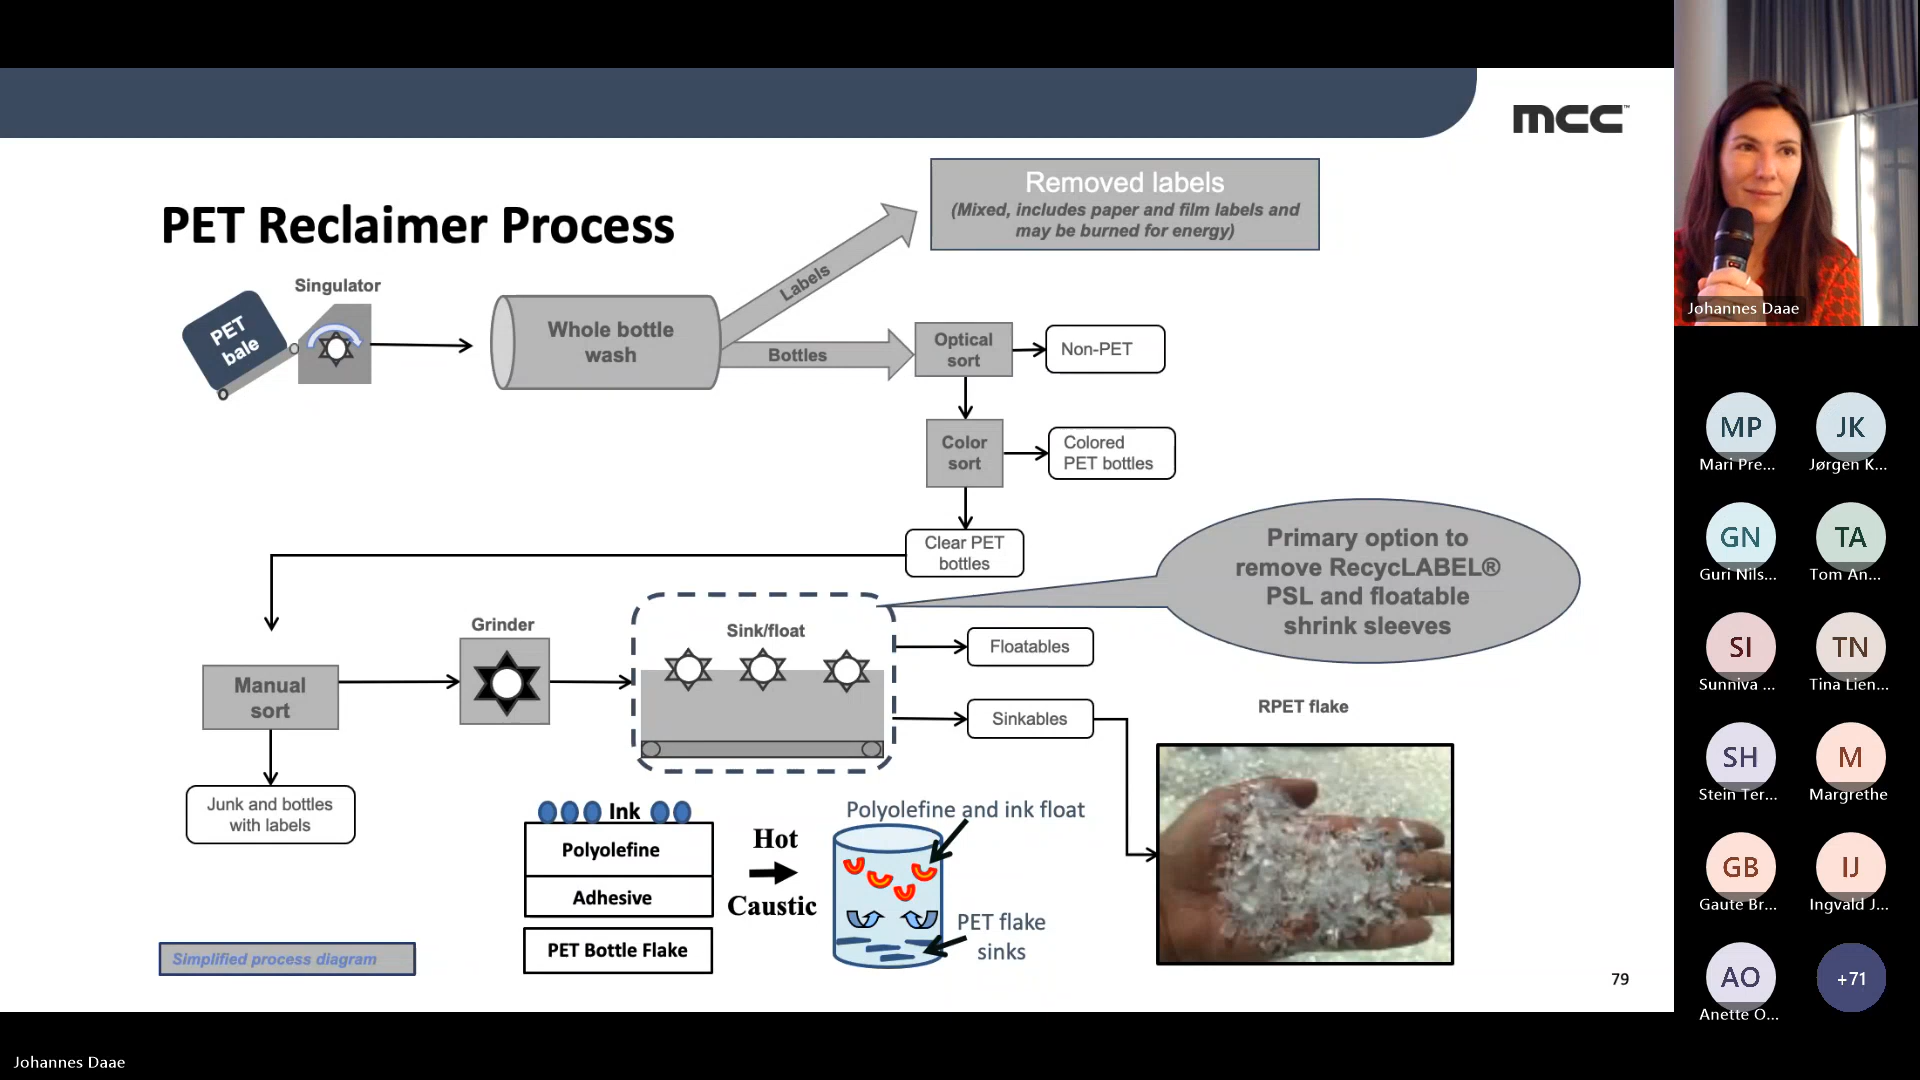 mcc™
PET Reclaimer Process
Removed labels
(Mixed, includes paper and film labels and
may be burned for energy)
Singulator
PET
bale
Whole bottle
wash
Labels
Bottles
Optical
sort
Non-PET
Color
sort
Colored
PET bottles
Clear PET
bottles
Primary option to
remove RecycLABEL®
PSL and floatable
shrink sleeves
Grinder
Sink/float
Floatables
Manual
sort
Sinkables
RPET flake
Junk and bottles
with labels
Ink
Polyolefine
Adhesive
PET Bottle Flake
Hot
Caustic
Polyolefine and ink float
PET flake
sinks
Simplified process diagram
79
Johannes Daae
MP
Mari Pre...
JK
Jørgen K...
GN
Guri Nils...
TA
Tom An...
SI
Sunniva ...
TN
Tina Lien...
SH
Stein Ter...
M
Margrethe
GB
Gaute Br...
IJ
Ingvald J...
AO
Anette O...
+71
Johannes Daae